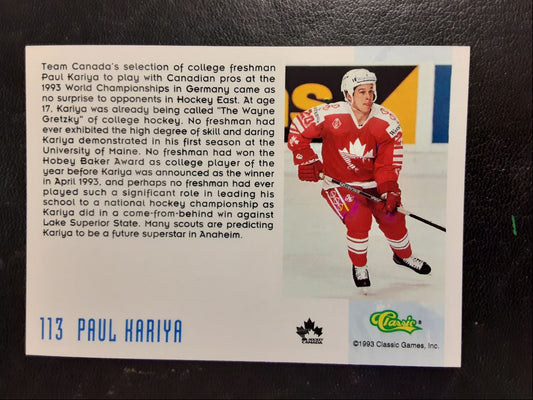 Team Canada's selection of college freshman
Paul Kariya to play with Canadian pros at the
1993 World Championships in Germany came as
no surprise to opponents in Hockey East. At age
17, Kariya was already being called "The Wayne
Gretzky" of college hockey. No freshman had
ever exhibited the high degree of skill and daring
Kariya demonstrated in his first season at the
University of Maine. No freshman had won the
Hobey Baker Award as college player of the
year before Kariya was announced as the winner
in April 1993, and perhaps no freshman had ever
played such a significant role in leading his
school to a national hockey championship as
Kariya did in a come-from-behind win against
Lake Superior State. Many scouts are predicting
Kariya to be a future superstar in Anaheim.
113 PAUL KARIYA
Classic
©1993 Classic Games, Inc.